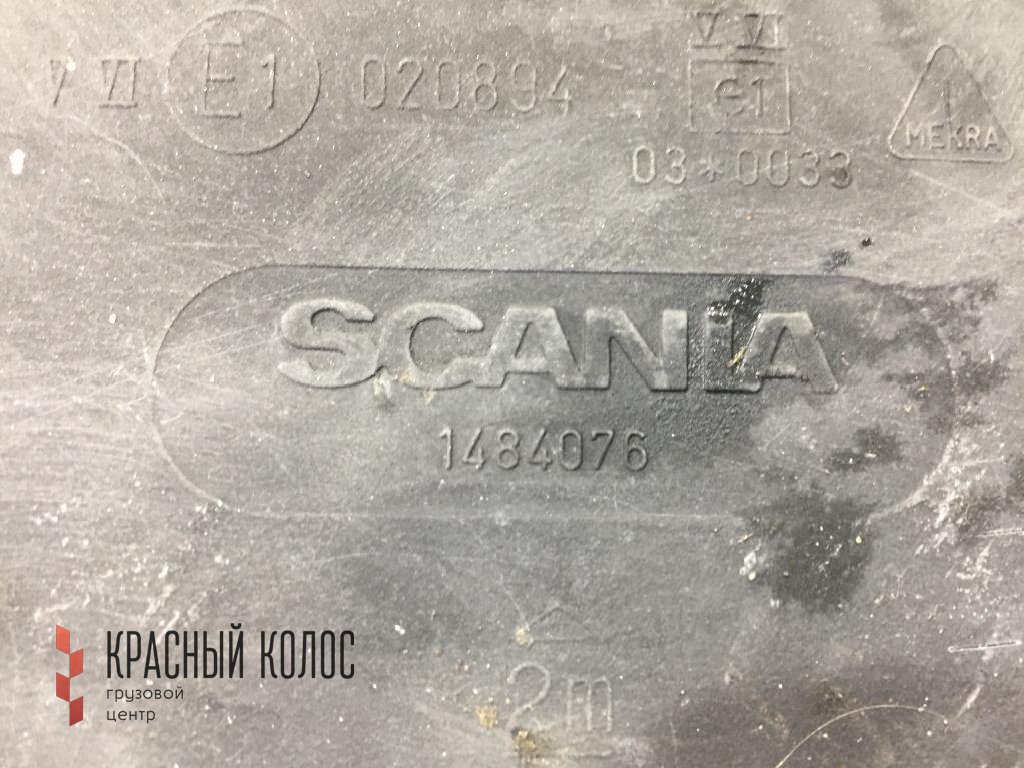 V VI E1 020894
V VI
e1
03*0033
MEKRA
SCANIA
1484076
2m
КРАСНЫЙ КОЛОС
грузовой
центр